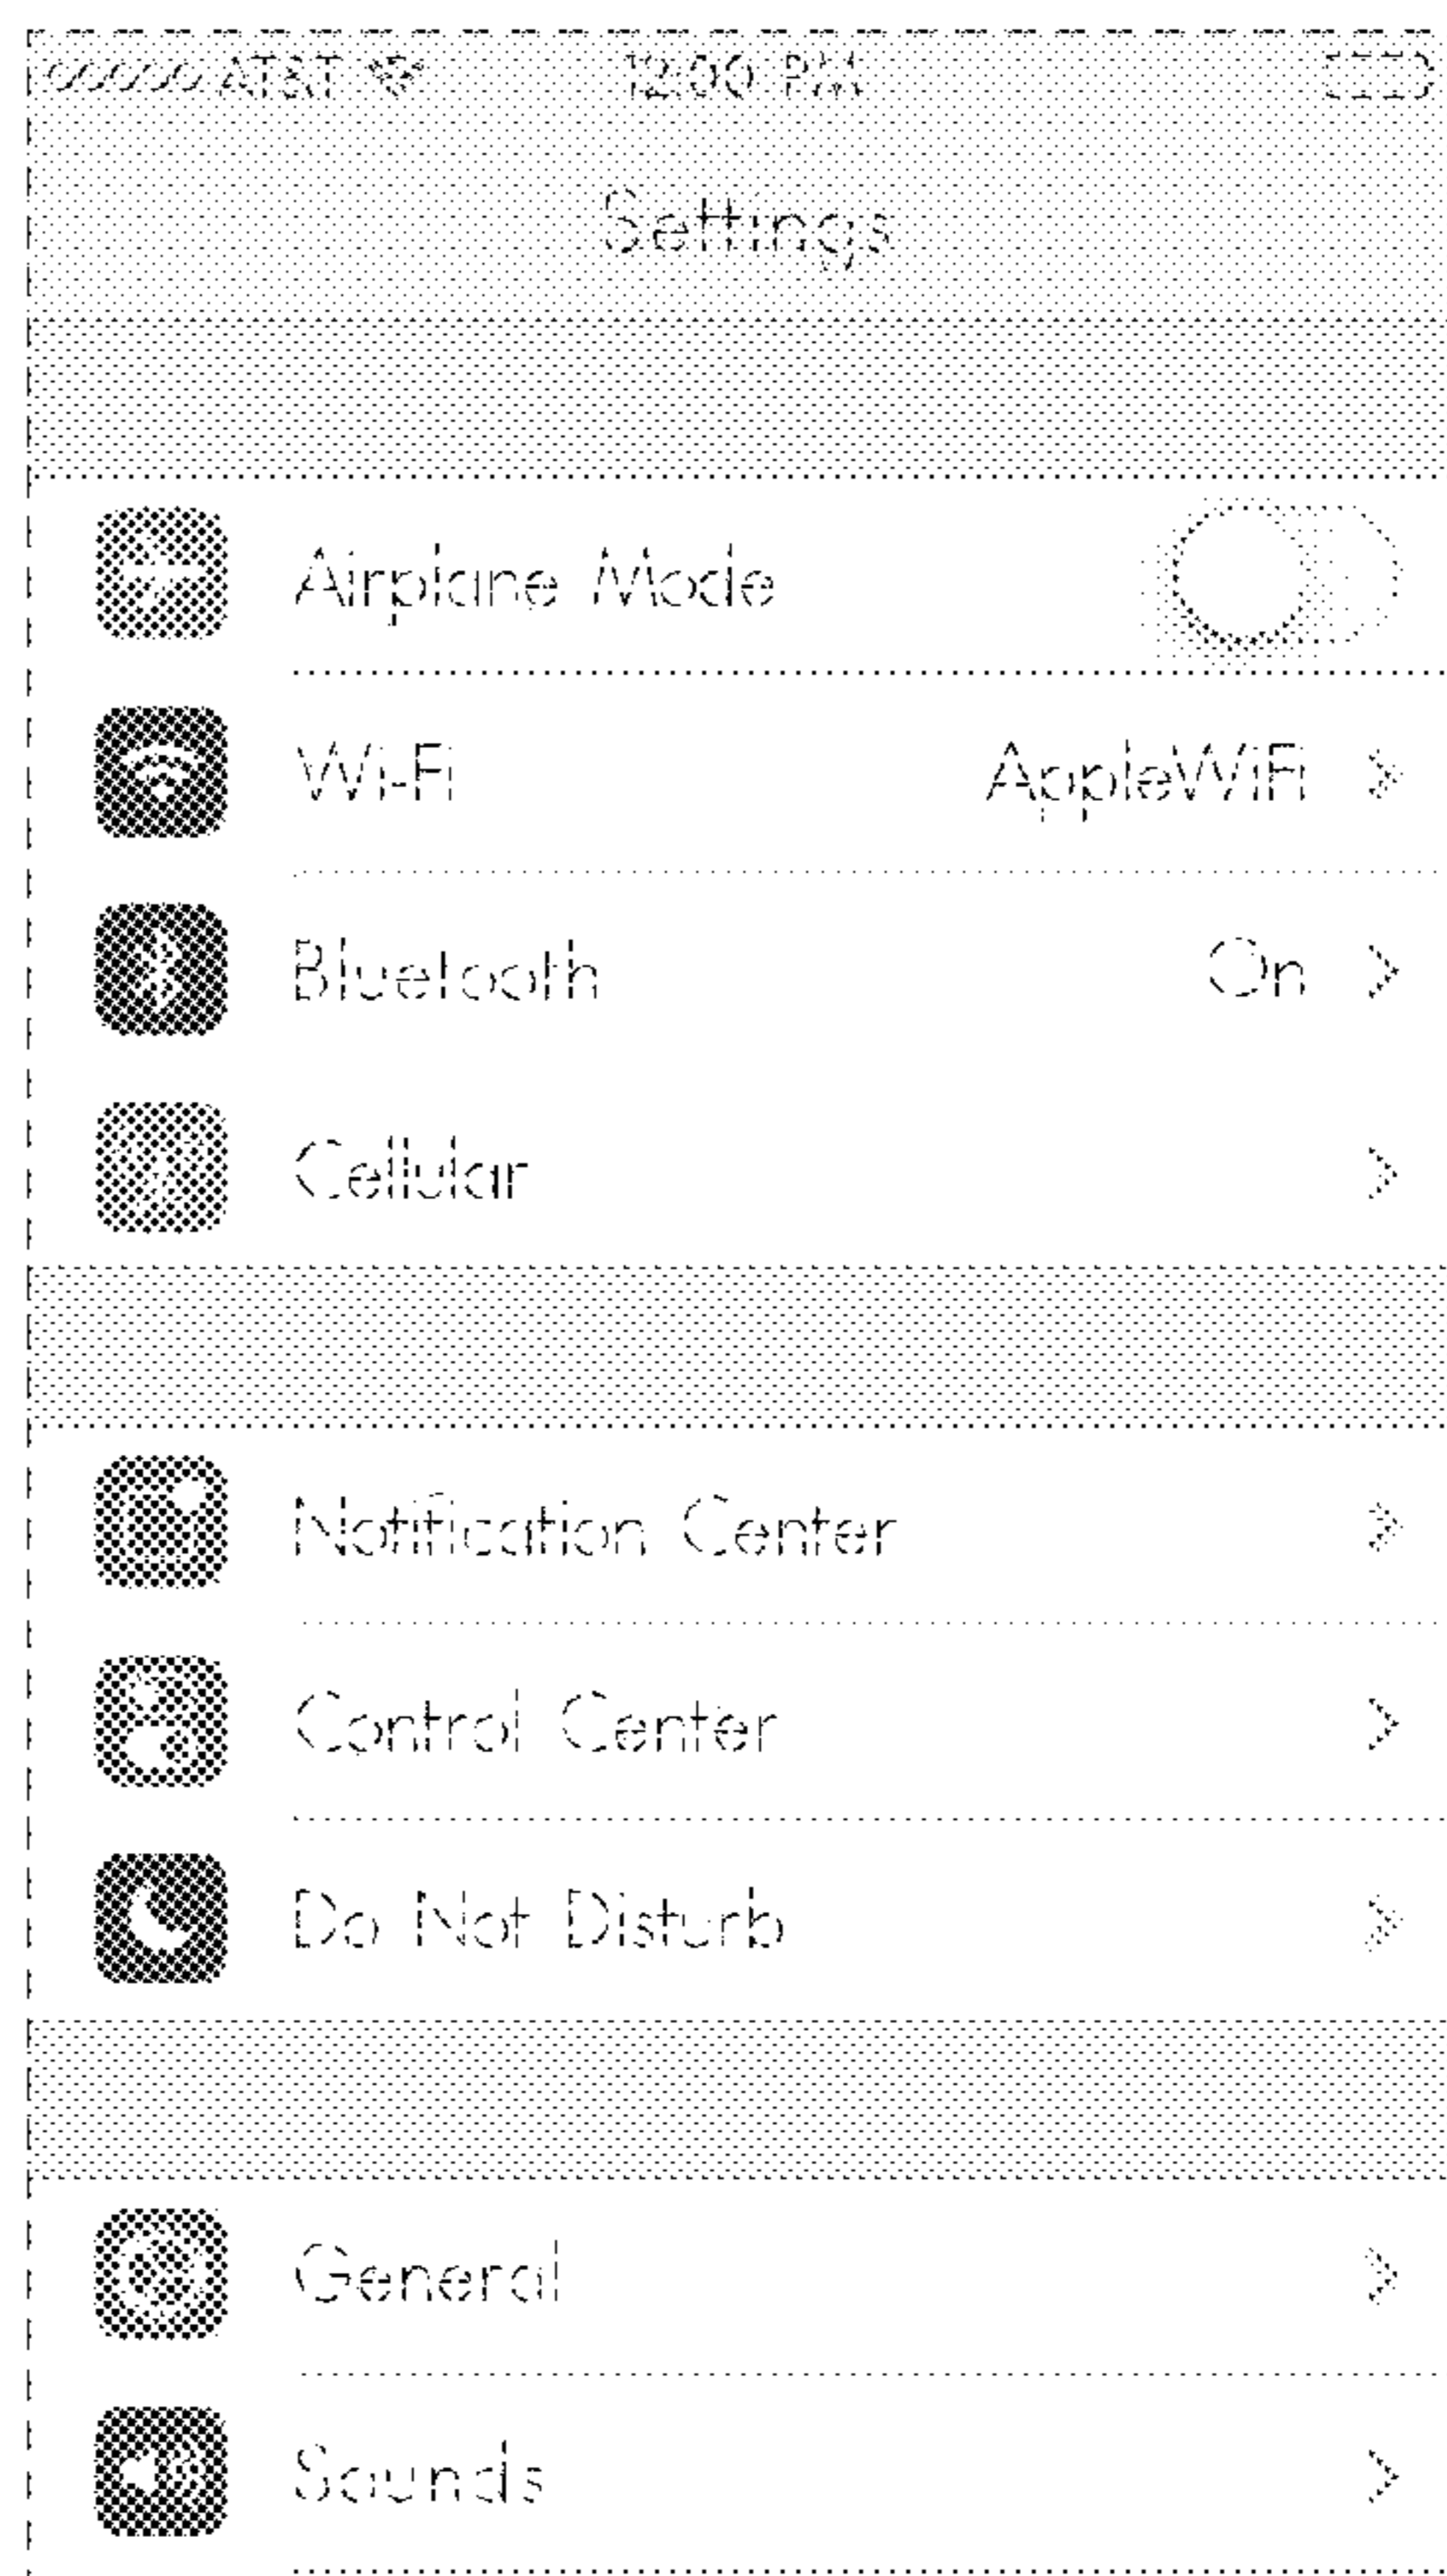 AT&T 12:00 PM
Settings
Airplane Mode
Wi-Fi AppleWiFi
Bluetooth On
Cellular
Notification Center
Control Center
Do Not Disturb
General
Sounds